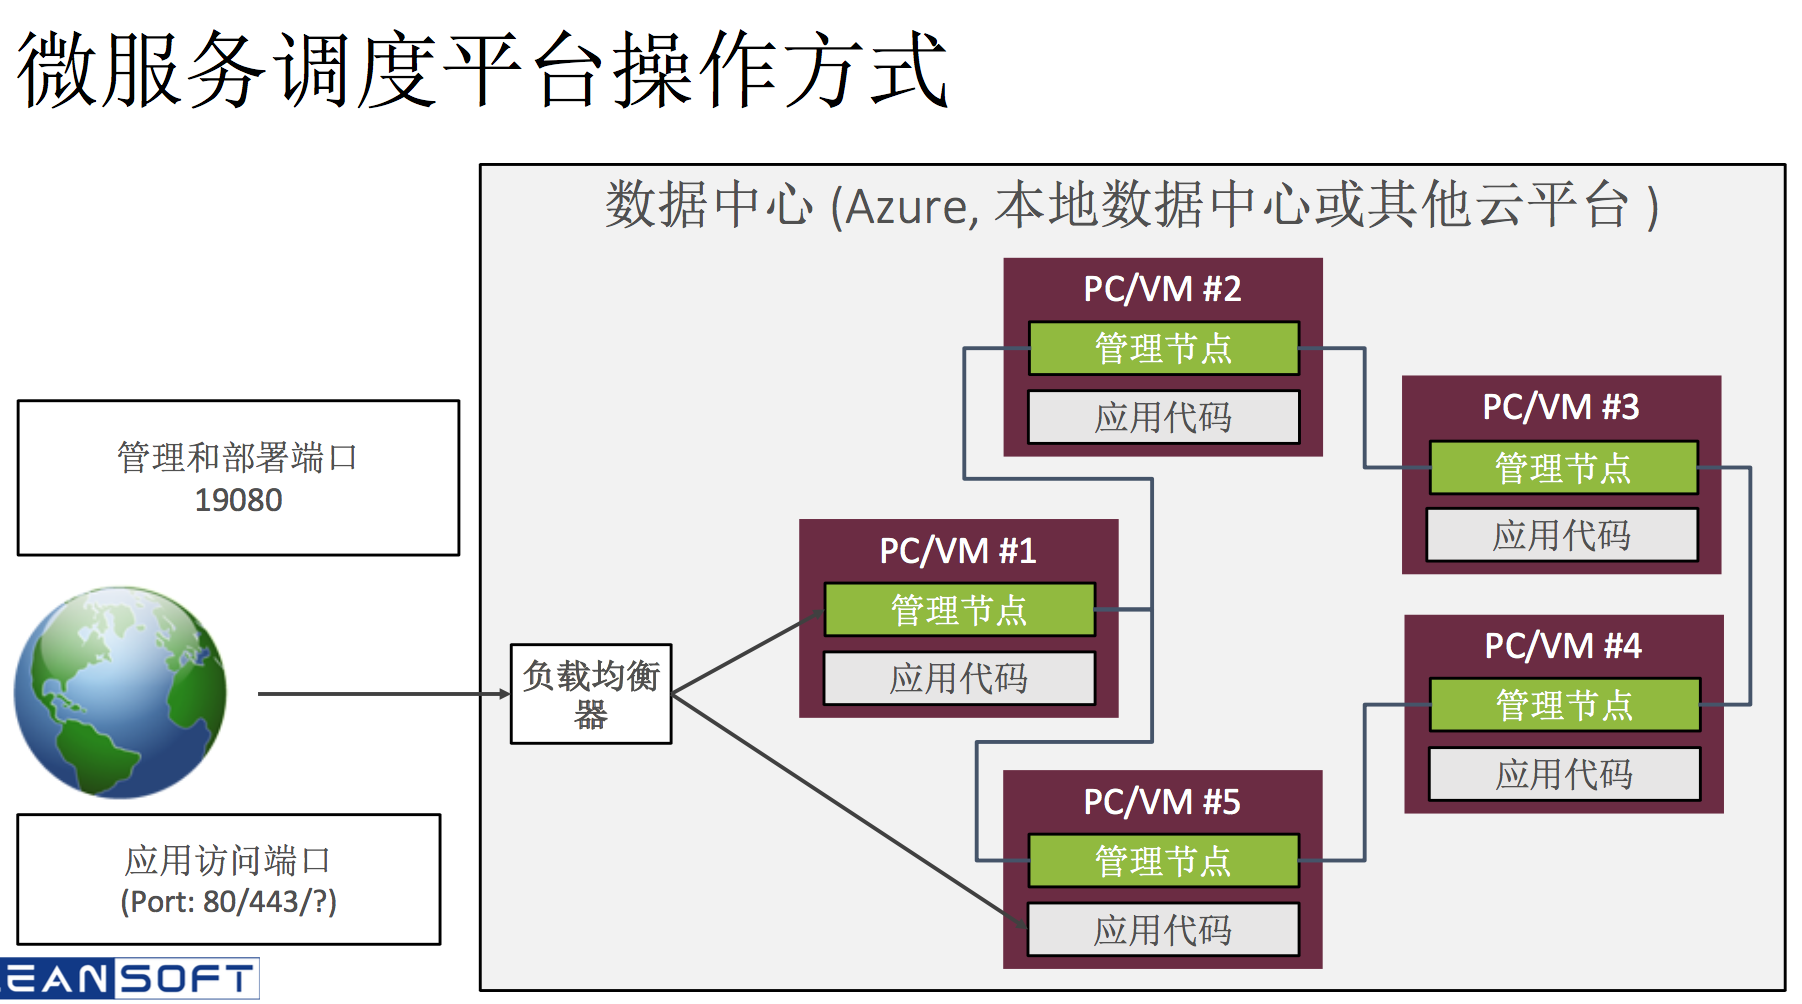 微服务调度平台操作方式
数据中心 (Azure, 本地数据中心或其他云平台 )
PC/VM #2
管理节点
应用代码
PC/VM #3
管理节点
应用代码
管理和部署端口
19080
PC/VM #1
管理节点
应用代码
负载均衡
器
PC/VM #4
管理节点
应用代码
PC/VM #5
管理节点
应用代码
应用访问端口
(Port: 80/443/?)
EANSOFT